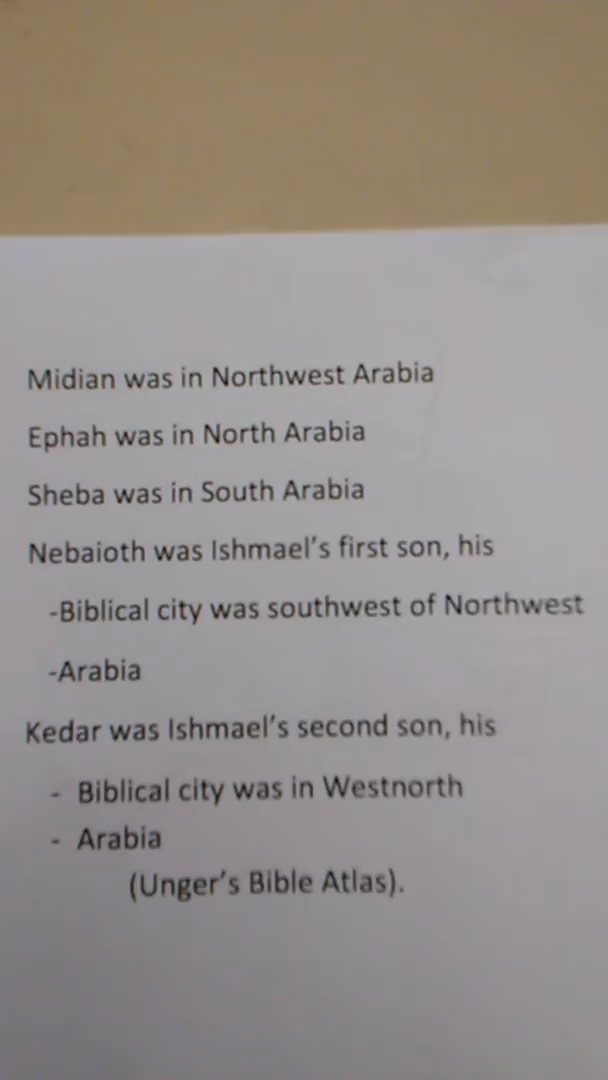 Midian was in Northwest Arabia
Ephah was in North Arabia
Sheba was in South Arabia
Nebaioth was Ishmael's first son, his
-Biblical city was southwest of Northwest
-Arabia
Kedar was Ishmael's second son, his
- Biblical city was in Westnorth
- Arabia
(Unger's Bible Atlas).